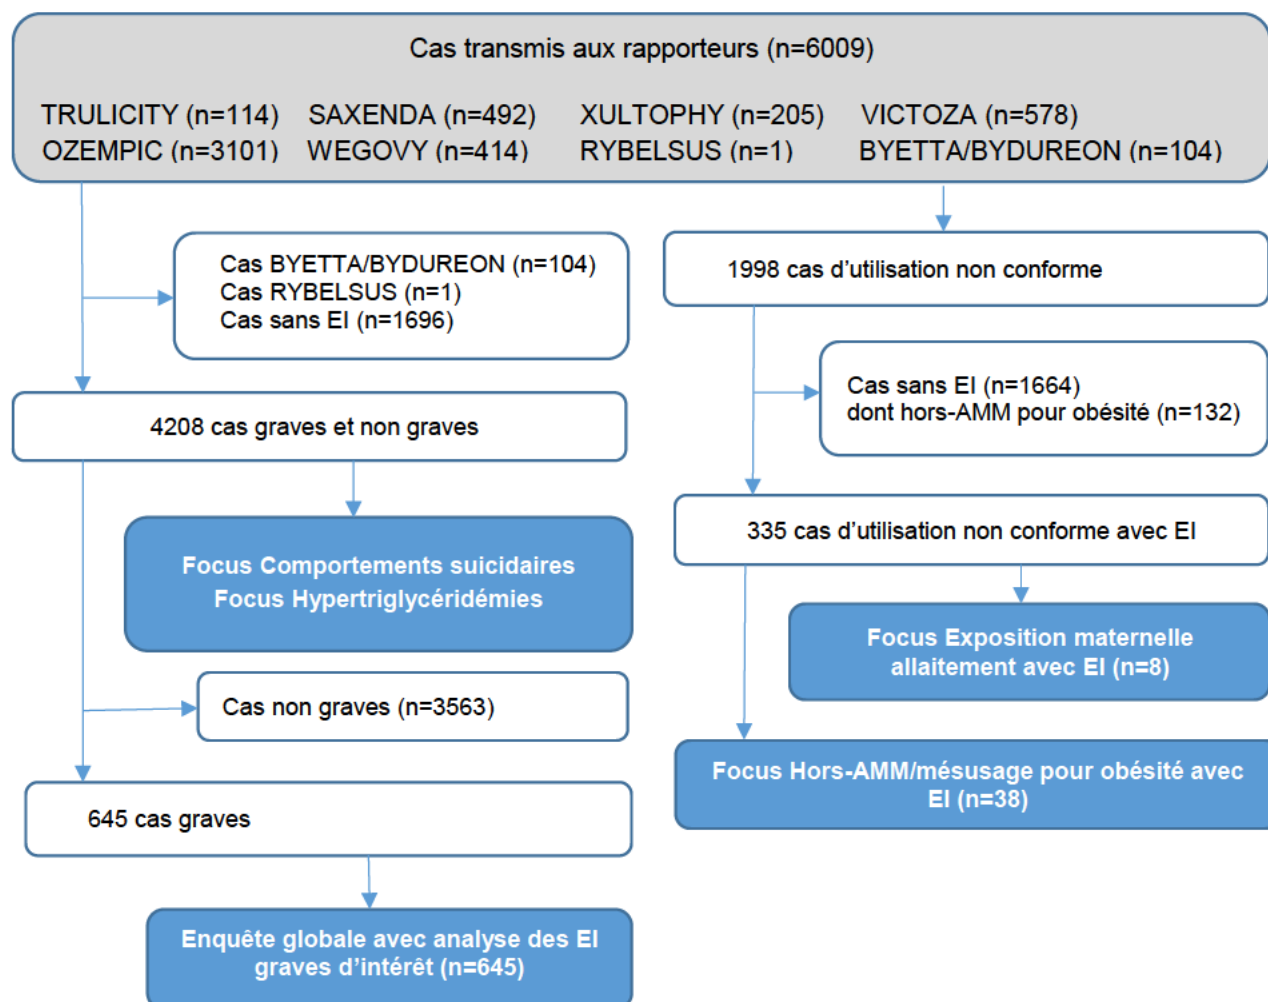 Cas transmis aux rapporteurs (n=6009)
TRULICITY (n=114) SAXENDA (n=492) XULTOPHY (n=205) VICTOZA (n=578)
OZEMPIC (n=3101) WEGOVY (n=414) RYBELSUS (n=1) BYETTA/BYDUREON (n=104)
Cas BYETTA/BYDUREON (n=104)
Cas RYBELSUS (n=1)
Cas sans EI (n=1696)
4208 cas graves et non graves
Focus Comportements suicidaires
Focus Hypertriglycéridémies
Cas non graves (n=3563)
645 cas graves
Enquête globale avec analyse des EI
graves d'intérêt (n=645)
1998 cas d'utilisation non conforme
Cas sans EI (n=1664)
dont hors-AMM pour obésité (n=132)
335 cas d'utilisation non conforme avec EI
Focus Exposition maternelle
allaitement avec EI (n=8)
Focus Hors-AMM/mésusage pour obésité avec
EI (n=38)